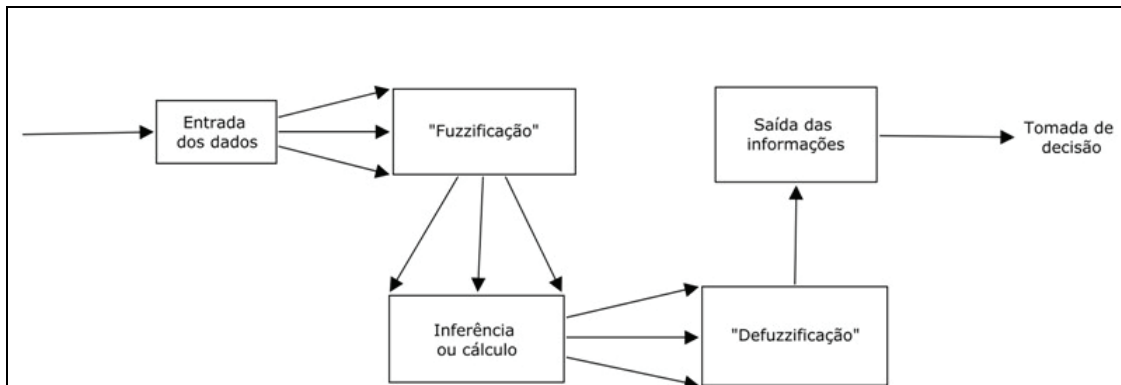 Entrada
dos dados
"Fuzzificação"
Inferência
ou cálculo
"Defuzzificação"
Saída das
informações
Tomada de
decisão